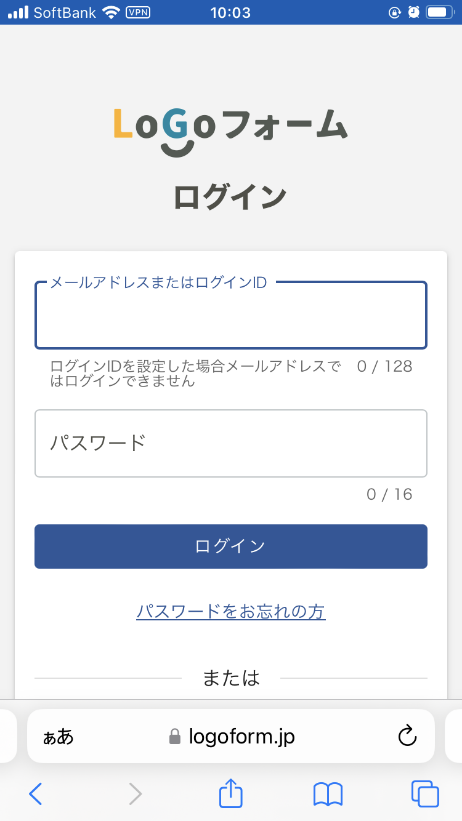 SoftBank VPN 10:03
LoGoフォーム
ログイン
メールアドレスまたはログインID
ログインIDを設定した場合メールアドレスで 0 / 128
はログインできません
パスワード
0 / 16
ログイン
パスワードをお忘れの方
または
ぁあ logoform.jp